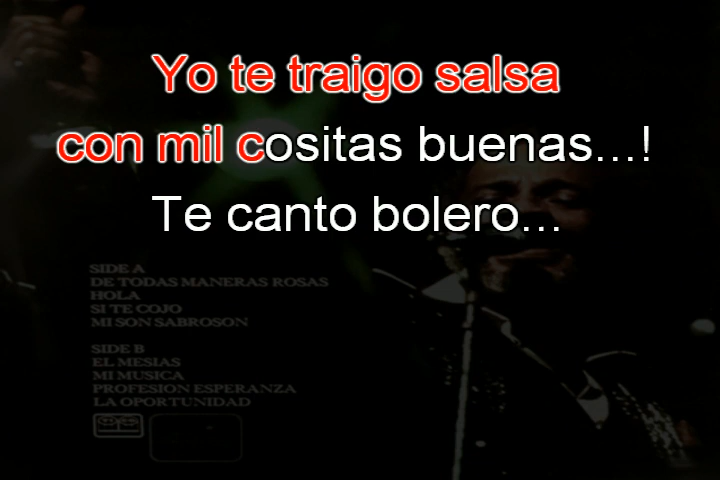 Yo te traigo salsa
con mil cositas buenas...!
Te canto bolero...
SIDE A
DE TODAS MANERAS ROSAS
HOLA
SI TE COJO
MI SON SABROSON
SIDE B
EL MESIAS
MI MUSICA
PROFESION ESPERANZA
LA OPORTUNIDAD